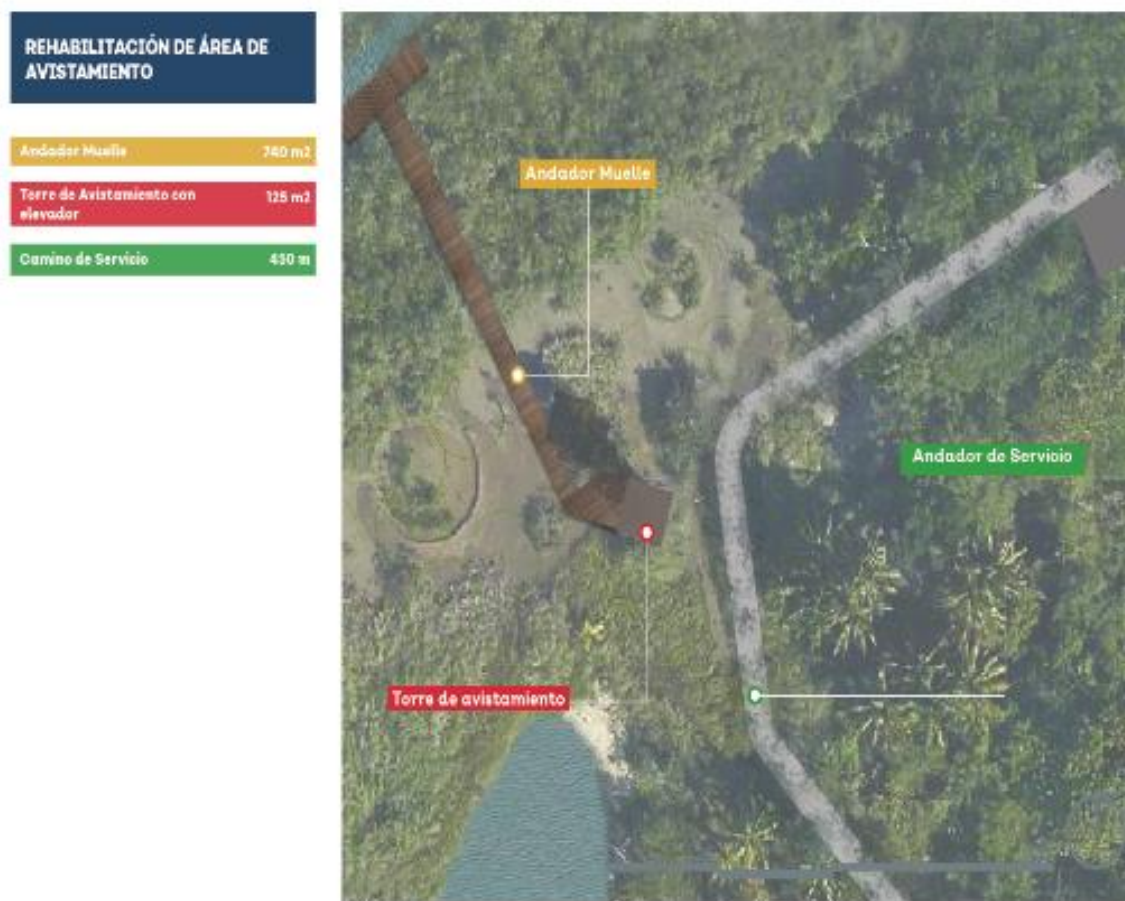 REHABILITACIÓN DE ÁREA DE
AVISTAMIENTO
Andador Muelle 740 m2
Torre de Avistamiento con 125 m2
elevador
Camino de Servicio 430 m
Andador Muelle
Andador de Servicio
Torre de avistamiento